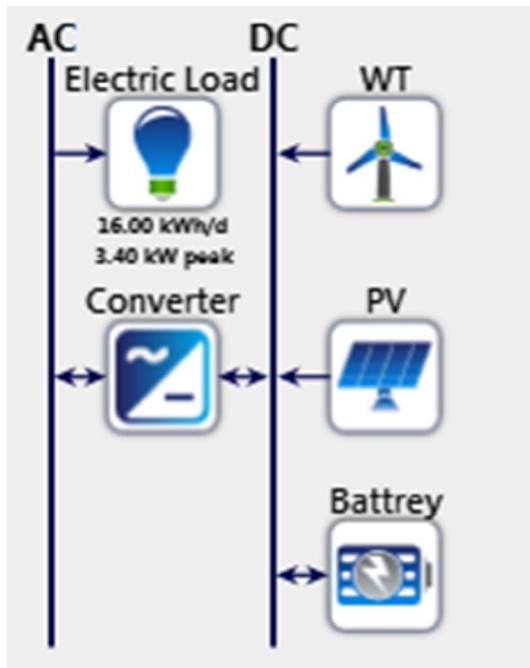 AC DC
Electric Load WT
16.00 kWh/d
3.40 kW peak
Converter PV
Battrey